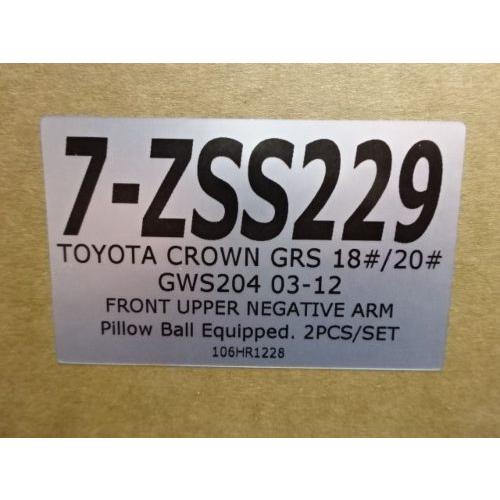 7-ZSS229
TOYOTA CROWN GRS 18#/20#
GWS204 03-12
FRONT UPPER NEGATIVE ARM
Pillow Ball Equipped. 2PCS/SET
106HR1228